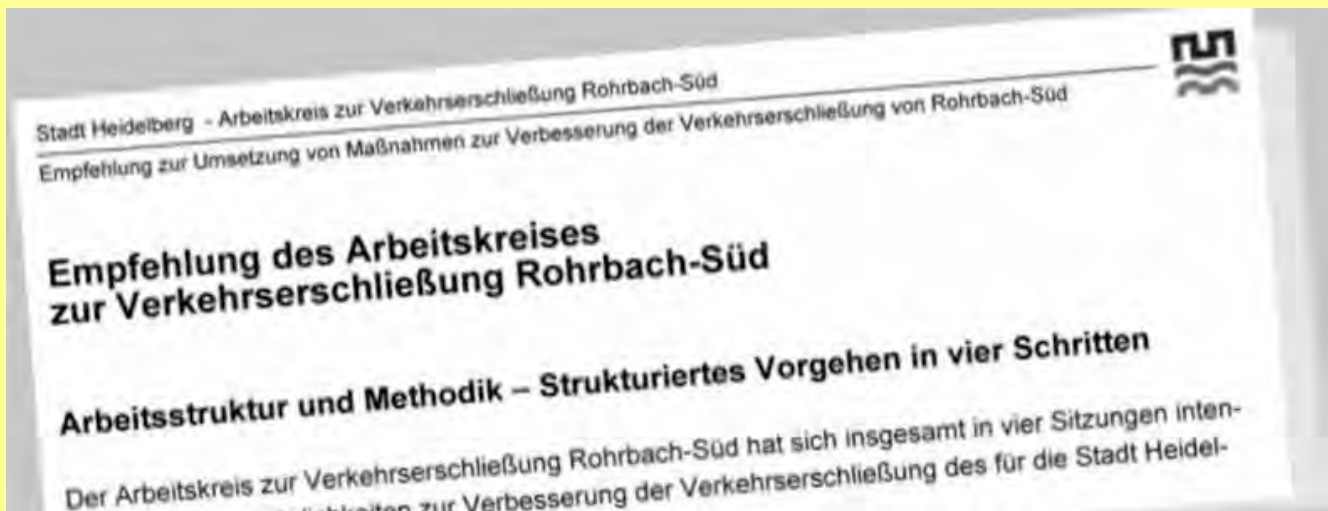 Stadt Heidelberg - Arbeitskreis zur Verkehrserschließung Rohrbach-Süd
Empfehlung zur Umsetzung von Maßnahmen zur Verbesserung der Verkehrserschließung von Rohrbach-Süd
Empfehlung des Arbeitskreises
zur Verkehrserschließung Rohrbach-Süd
Arbeitsstruktur und Methodik – Strukturiertes Vorgehen in vier Schritten
Der Arbeitskreis zur Verkehrserschließung Rohrbach-Süd hat sich insgesamt in vier Sitzungen inten-
zur Verbesserung der Verkehrserschließung des für die Stadt Heidel-